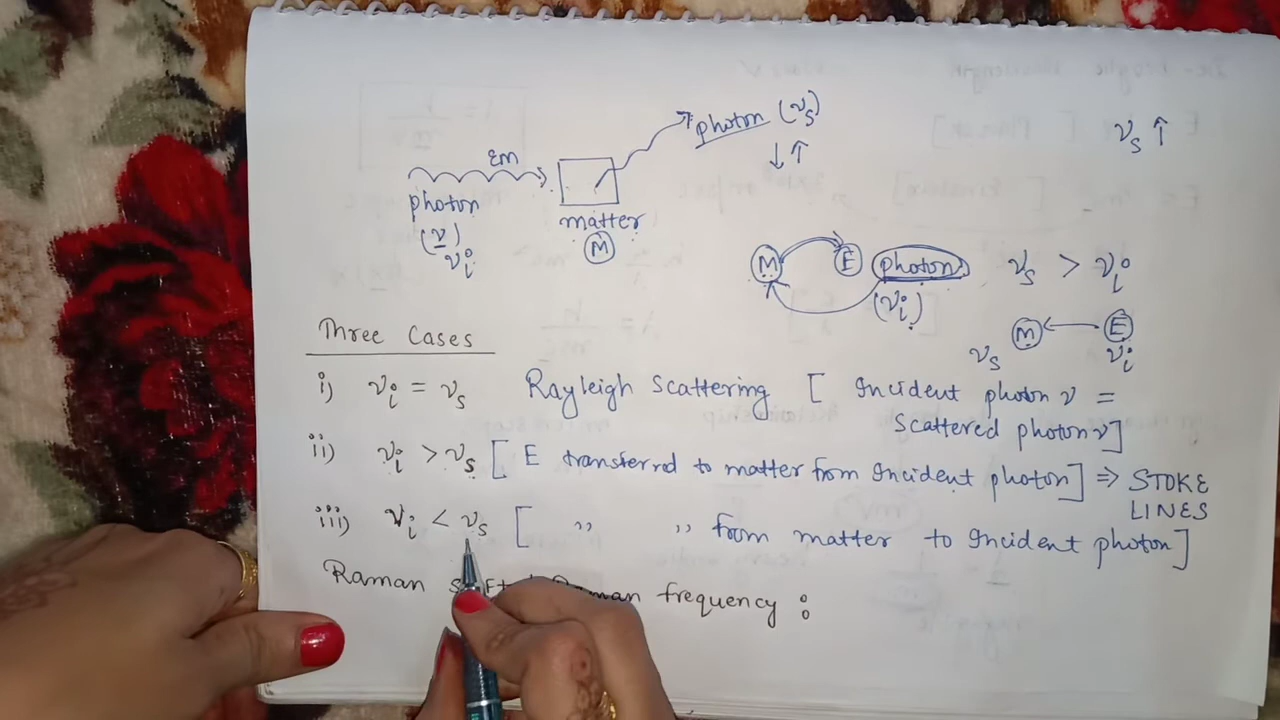 photon (νs)
νs ↑
↓↑
Em
photon
(ν)
νi
matter
M
M E photon νs > νi
(νi)
M ← E
νs νi
Three Cases
i) νi = νs Rayleigh Scattering [ Incident photon ν =
Scattered photon ν]
ii) νi > νs [ E transferred to matter from Incident photon] ⇒ STOKE
LINES
iii) νi < νs [ ,, ,, from matter to Incident photon]
Raman frequency :